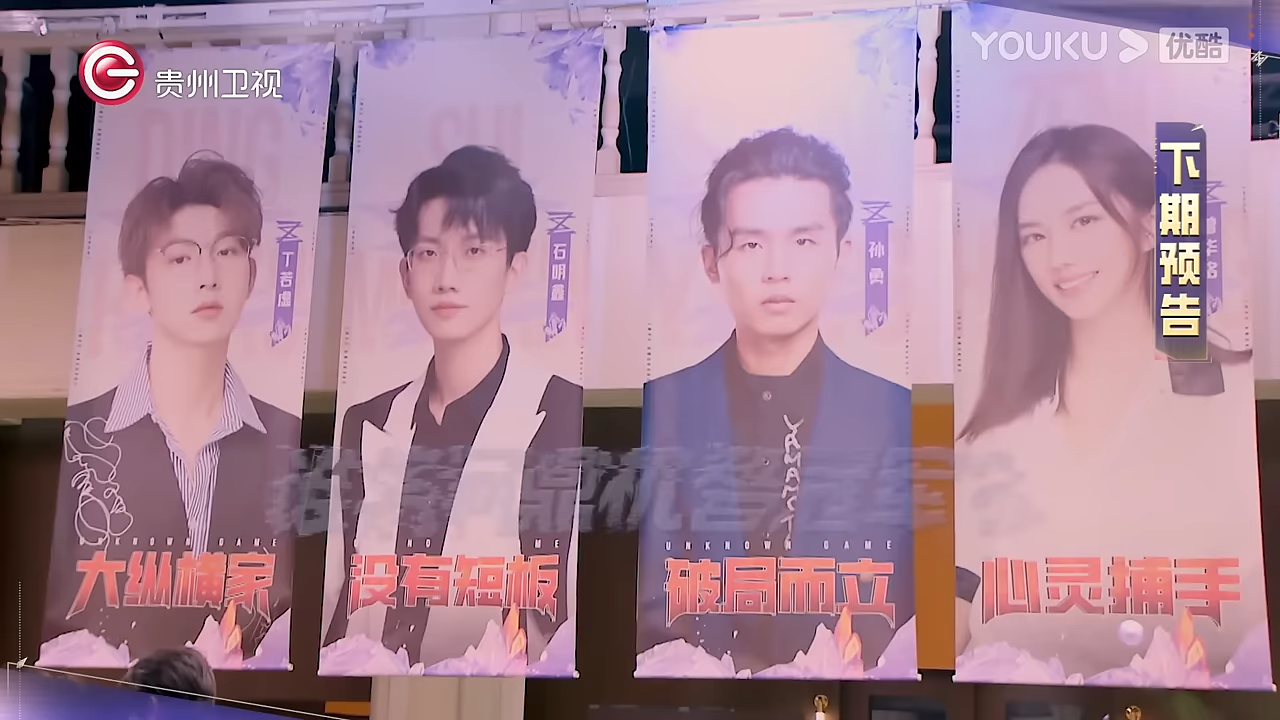 贵州卫视
YOUKU 优酷
下期预告
丁若虚
石明鑫
孙勇
UNKNOWN GAME
大纵横家
没有短板
UNKNOWN GAME
破局而立
心灵捕手